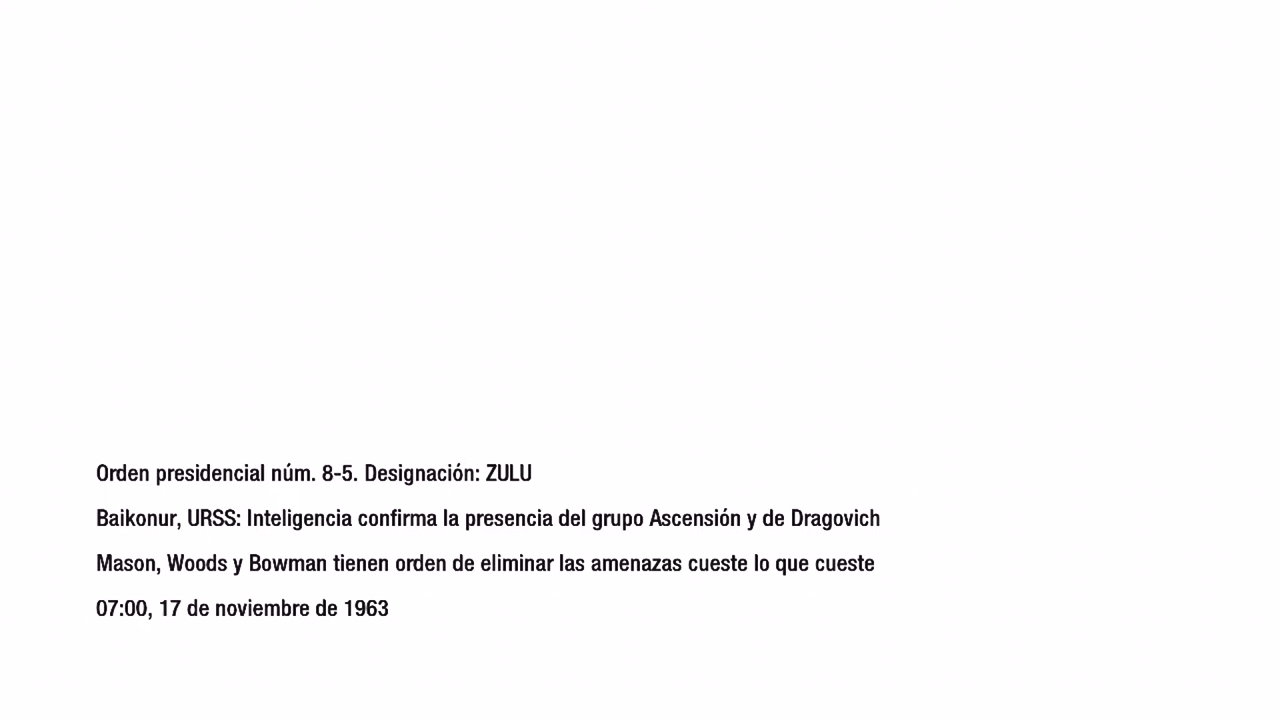 Orden presidencial núm. 8-5. Designación: ZULU
Baikonur, URSS: Inteligencia confirma la presencia del grupo Ascensión y de Dragovich
Mason, Woods y Bowman tienen orden de eliminar las amenazas cueste lo que cueste
07:00, 17 de noviembre de 1963